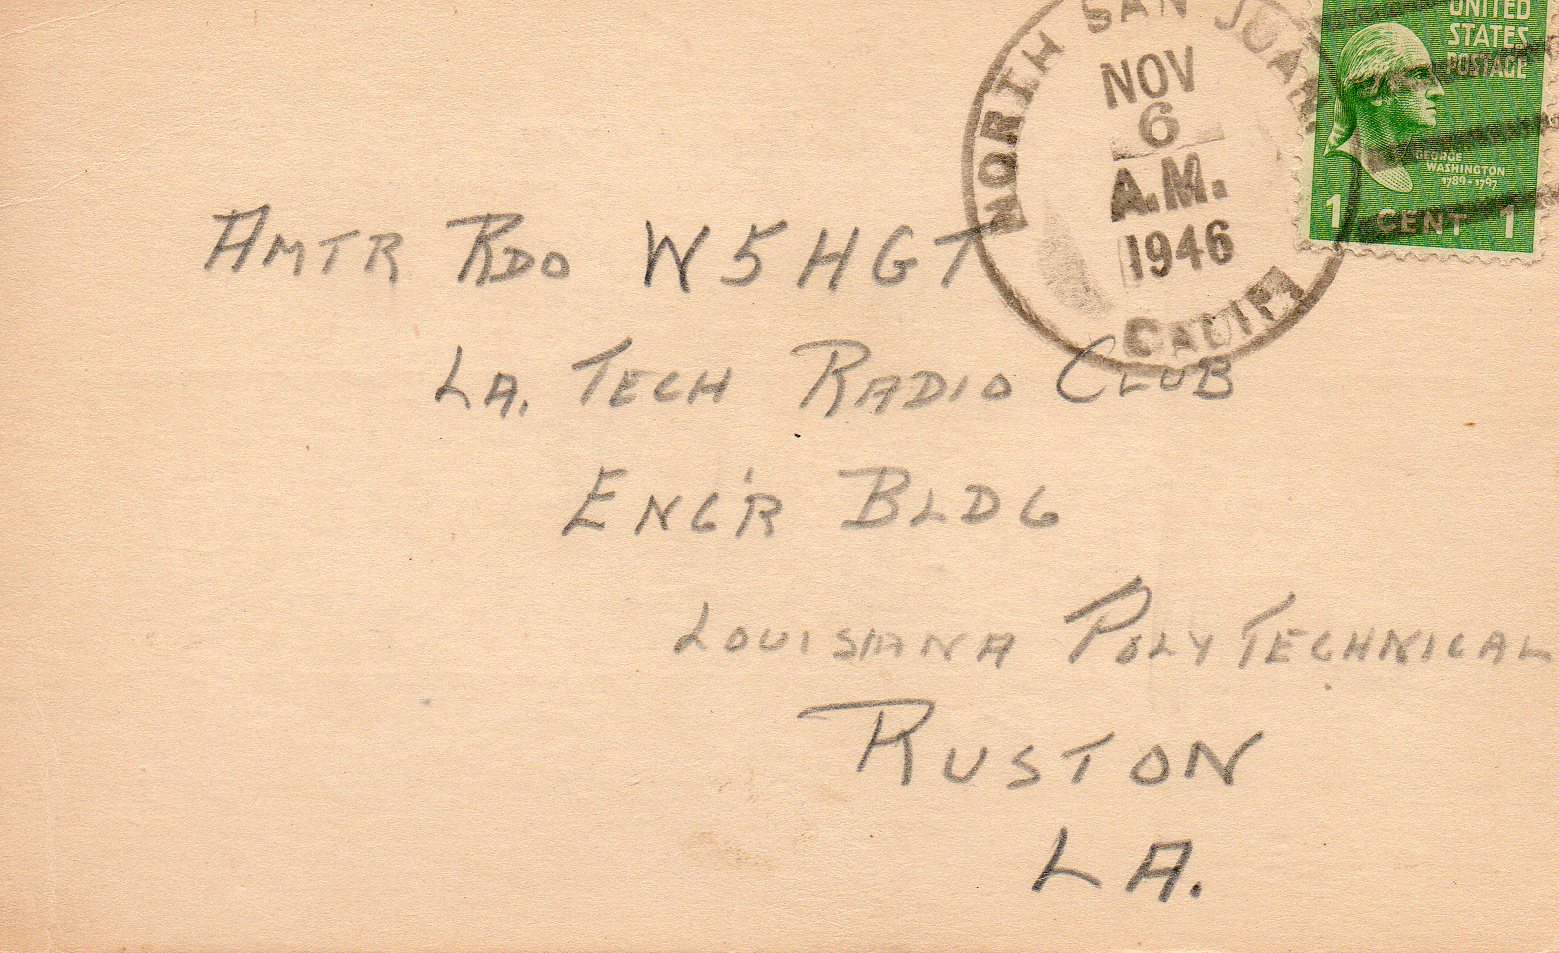 NORTH SAN JUAN
NOV
6
A.M.
1946
CALIF.
UNITED
STATES
POSTAGE
GEORGE
WASHINGTON
1789-1797
1 CENT 1
AMTR RDO W5HGT
LA. TECH RADIO CLUB
ENG'R BLDG
LOUISIANA POLYTECHNICAL
RUSTON
LA.